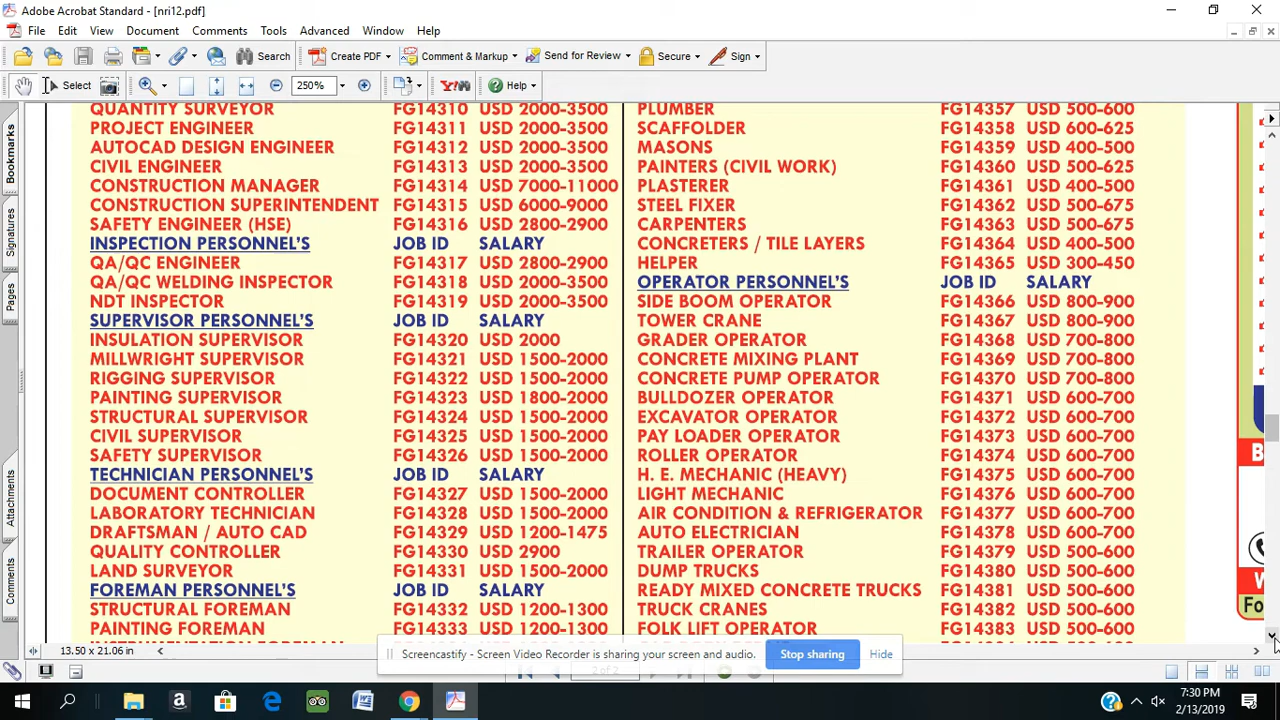 Adobe Acrobat Standard - [nri12.pdf]
File Edit View Document Comments Tools Advanced Window Help
Search Create PDF Comment & Markup Send for Review Secure Sign
Select 250% Y! Help
Bookmarks
Signatures
Pages
Attachments
Comments
QUANTITY SURVEYOR FG14310 USD 2000-3500
PROJECT ENGINEER FG14311 USD 2000-3500
AUTOCAD DESIGN ENGINEER FG14312 USD 2000-3500
CIVIL ENGINEER FG14313 USD 2000-3500
CONSTRUCTION MANAGER FG14314 USD 7000-11000
CONSTRUCTION SUPERINTENDENT FG14315 USD 6000-9000
SAFETY ENGINEER (HSE) FG14316 USD 2800-2900
INSPECTION PERSONNEL'S JOB ID SALARY
QA/QC ENGINEER FG14317 USD 2800-2900
QA/QC WELDING INSPECTOR FG14318 USD 2000-3500
NDT INSPECTOR FG14319 USD 2000-3500
SUPERVISOR PERSONNEL'S JOB ID SALARY
INSULATION SUPERVISOR FG14320 USD 2000
MILLWRIGHT SUPERVISOR FG14321 USD 1500-2000
RIGGING SUPERVISOR FG14322 USD 1500-2000
PAINTING SUPERVISOR FG14323 USD 1800-2000
STRUCTURAL SUPERVISOR FG14324 USD 1500-2000
CIVIL SUPERVISOR FG14325 USD 1500-2000
SAFETY SUPERVISOR FG14326 USD 1500-2000
TECHNICIAN PERSONNEL'S JOB ID SALARY
DOCUMENT CONTROLLER FG14327 USD 1500-2000
LABORATORY TECHNICIAN FG14328 USD 1500-2000
DRAFTSMAN / AUTO CAD FG14329 USD 1200-1475
QUALITY CONTROLLER FG14330 USD 2900
LAND SURVEYOR FG14331 USD 1500-2000
FOREMAN PERSONNEL'S JOB ID SALARY
STRUCTURAL FOREMAN FG14332 USD 1200-1300
PAINTING FOREMAN FG14333 USD 1200-1300
PLUMBER FG14357 USD 500-600
SCAFFOLDER FG14358 USD 600-625
MASONS FG14359 USD 400-500
PAINTERS (CIVIL WORK) FG14360 USD 500-625
PLASTERER FG14361 USD 400-500
STEEL FIXER FG14362 USD 500-675
CARPENTERS FG14363 USD 500-675
CONCRETERS / TILE LAYERS FG14364 USD 400-500
HELPER FG14365 USD 300-450
OPERATOR PERSONNEL'S JOB ID SALARY
SIDE BOOM OPERATOR FG14366 USD 800-900
TOWER CRANE FG14367 USD 800-900
GRADER OPERATOR FG14368 USD 700-800
CONCRETE MIXING PLANT FG14369 USD 700-800
CONCRETE PUMP OPERATOR FG14370 USD 700-800
BULLDOZER OPERATOR FG14371 USD 600-700
EXCAVATOR OPERATOR FG14372 USD 600-700
PAY LOADER OPERATOR FG14373 USD 600-700
ROLLER OPERATOR FG14374 USD 600-700
H. E. MECHANIC (HEAVY) FG14375 USD 600-700
LIGHT MECHANIC FG14376 USD 600-700
AIR CONDITION & REFRIGERATOR FG14377 USD 600-700
AUTO ELECTRICIAN FG14378 USD 600-700
TRAILER OPERATOR FG14379 USD 500-600
DUMP TRUCKS FG14380 USD 500-600
READY MIXED CONCRETE TRUCKS FG14381 USD 500-600
TRUCK CRANES FG14382 USD 500-600
FOLK LIFT OPERATOR FG14383 USD 500-600
13.50 x 21.06 in
Screencastify - Screen Video Recorder is sharing your screen and audio. Stop sharing Hide
2 of 2
7:30 PM
2/13/2019